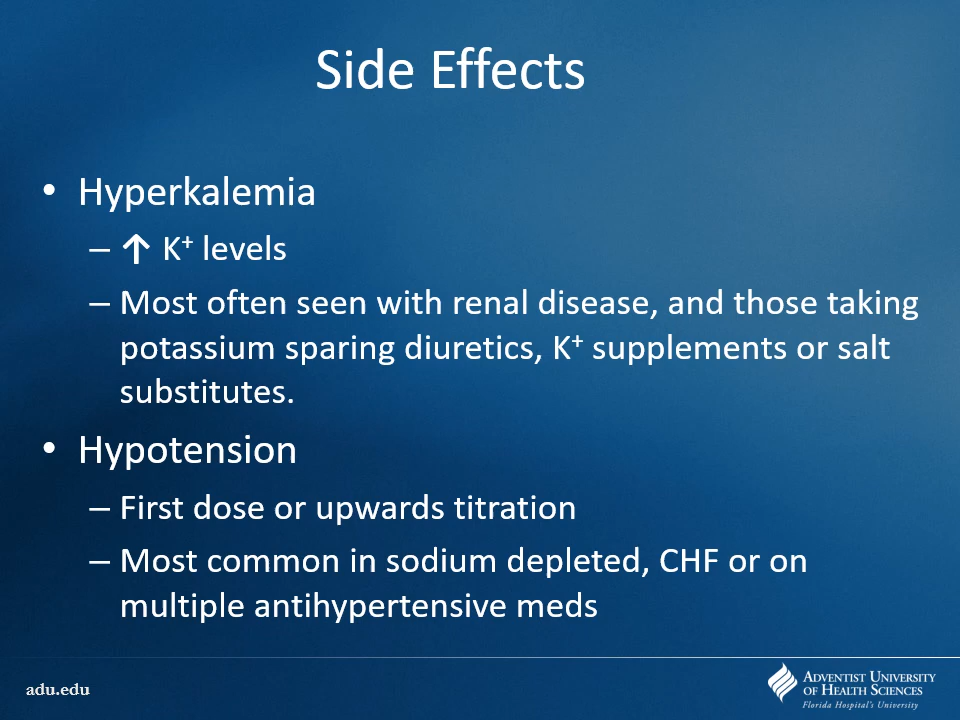 Side Effects
• Hyperkalemia
– ↑ K⁺ levels
– Most often seen with renal disease, and those taking
potassium sparing diuretics, K⁺ supplements or salt
substitutes.
• Hypotension
– First dose or upwards titration
– Most common in sodium depleted, CHF or on
multiple antihypertensive meds
adu.edu
ADVENTIST UNIVERSITY
OF HEALTH SCIENCES
Florida Hospital's University